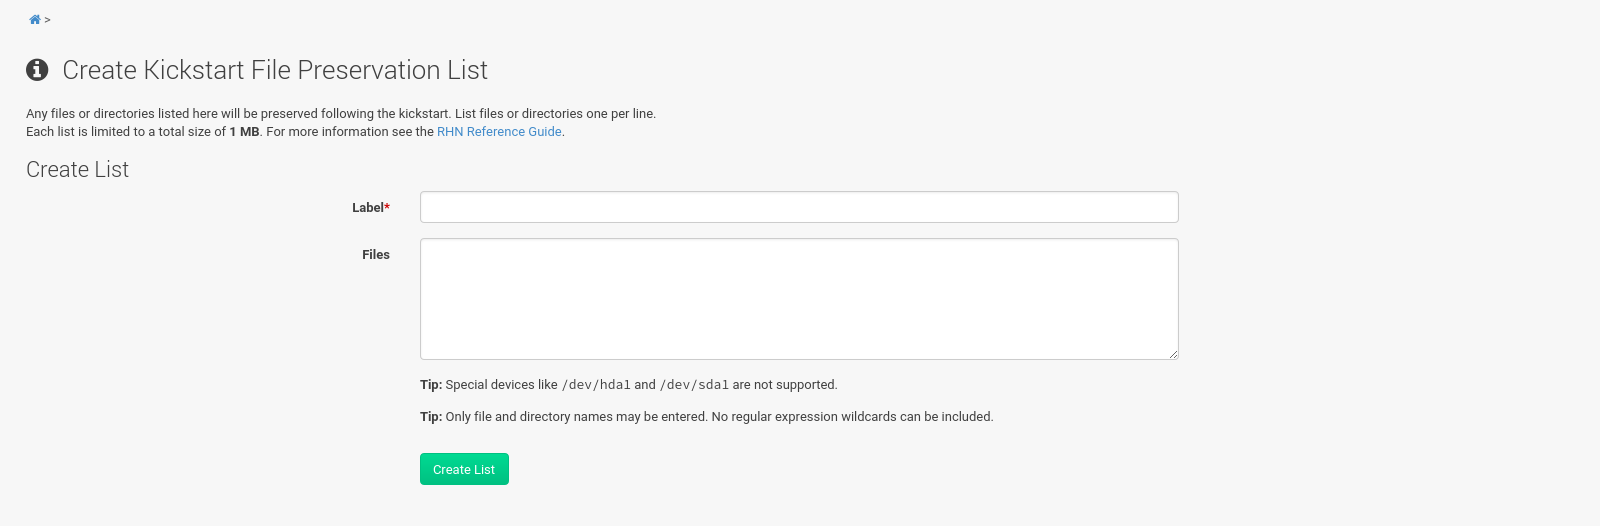 >
Create Kickstart File Preservation List
Any files or directories listed here will be preserved following the kickstart. List files or directories one per line.
Each list is limited to a total size of 1 MB. For more information see the RHN Reference Guide.
Create List
Label*
Files
Tip: Special devices like /dev/hda1 and /dev/sda1 are not supported.
Tip: Only file and directory names may be entered. No regular expression wildcards can be included.
Create List